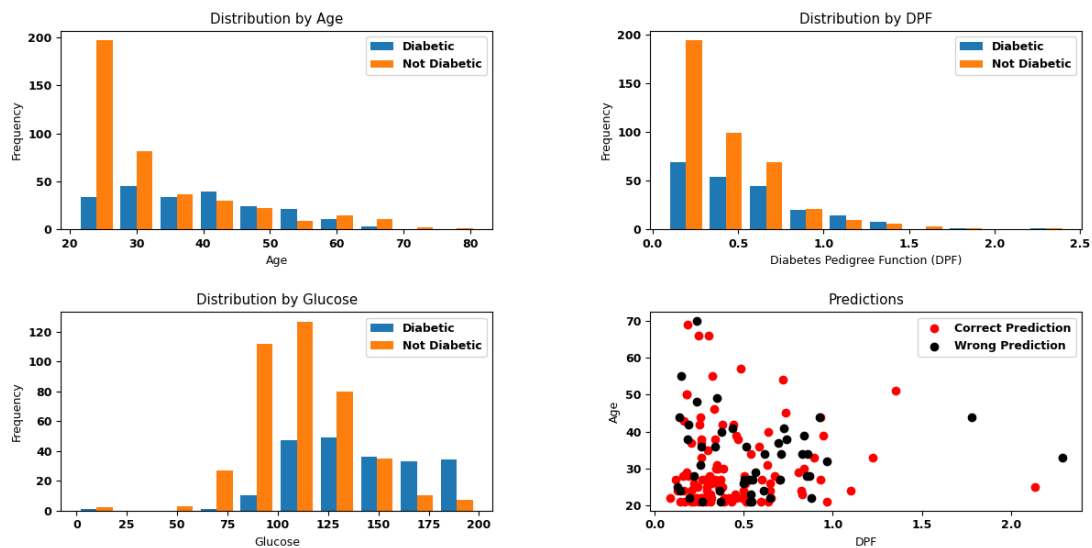 Distribution by Age
200
150
100
50
0
Frequency
Diabetic
Not Diabetic
20 30 40 50 60 70 80
Age
Distribution by DPF
200
150
100
50
0
Frequency
Diabetic
Not Diabetic
0.0 0.5 1.0 1.5 2.0 2.5
Diabetes Pedigree Function (DPF)
Distribution by Glucose
120
100
80
60
40
20
0
Frequency
Diabetic
Not Diabetic
0 25 50 75 100 125 150 175 200
Glucose
Predictions
70
60
50
40
30
20
Age
Correct Prediction
Wrong Prediction
0.0 0.5 1.0 1.5 2.0
DPF